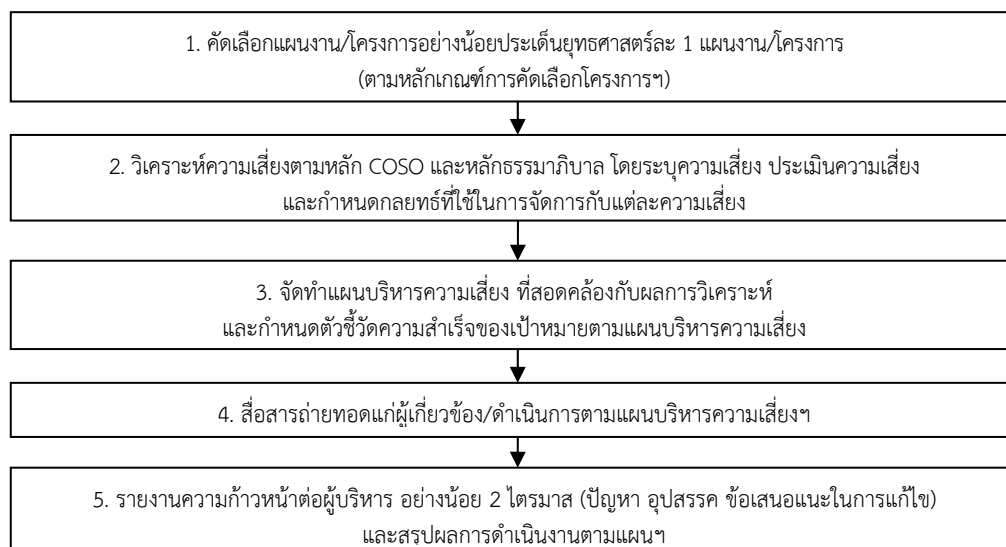 1. คัดเลือกแผนงาน/โครงการอย่างน้อยประเด็นยุทธศาสตร์ละ 1 แผนงาน/โครงการ
(ตามหลักเกณฑ์การคัดเลือกโครงการฯ)
2. วิเคราะห์ความเสี่ยงตามหลัก COSO และหลักธรรมาภิบาล โดยระบุความเสี่ยง ประเมินความเสี่ยง
และกำหนดกลยุทธ์ที่ใช้ในการจัดการกับแต่ละความเสี่ยง
3. จัดทำแผนบริหารความเสี่ยง ที่สอดคล้องกับผลการวิเคราะห์
และกำหนดตัวชี้วัดความสำเร็จของเป้าหมายตามแผนบริหารความเสี่ยง
4. สื่อสารถ่ายทอดแก่ผู้เกี่ยวข้อง/ดำเนินการตามแผนบริหารความเสี่ยงฯ
5. รายงานความก้าวหน้าต่อผู้บริหาร อย่างน้อย 2 ไตรมาส (ปัญหา อุปสรรค ข้อเสนอแนะในการแก้ไข)
และสรุปผลการดำเนินงานตามแผนฯ